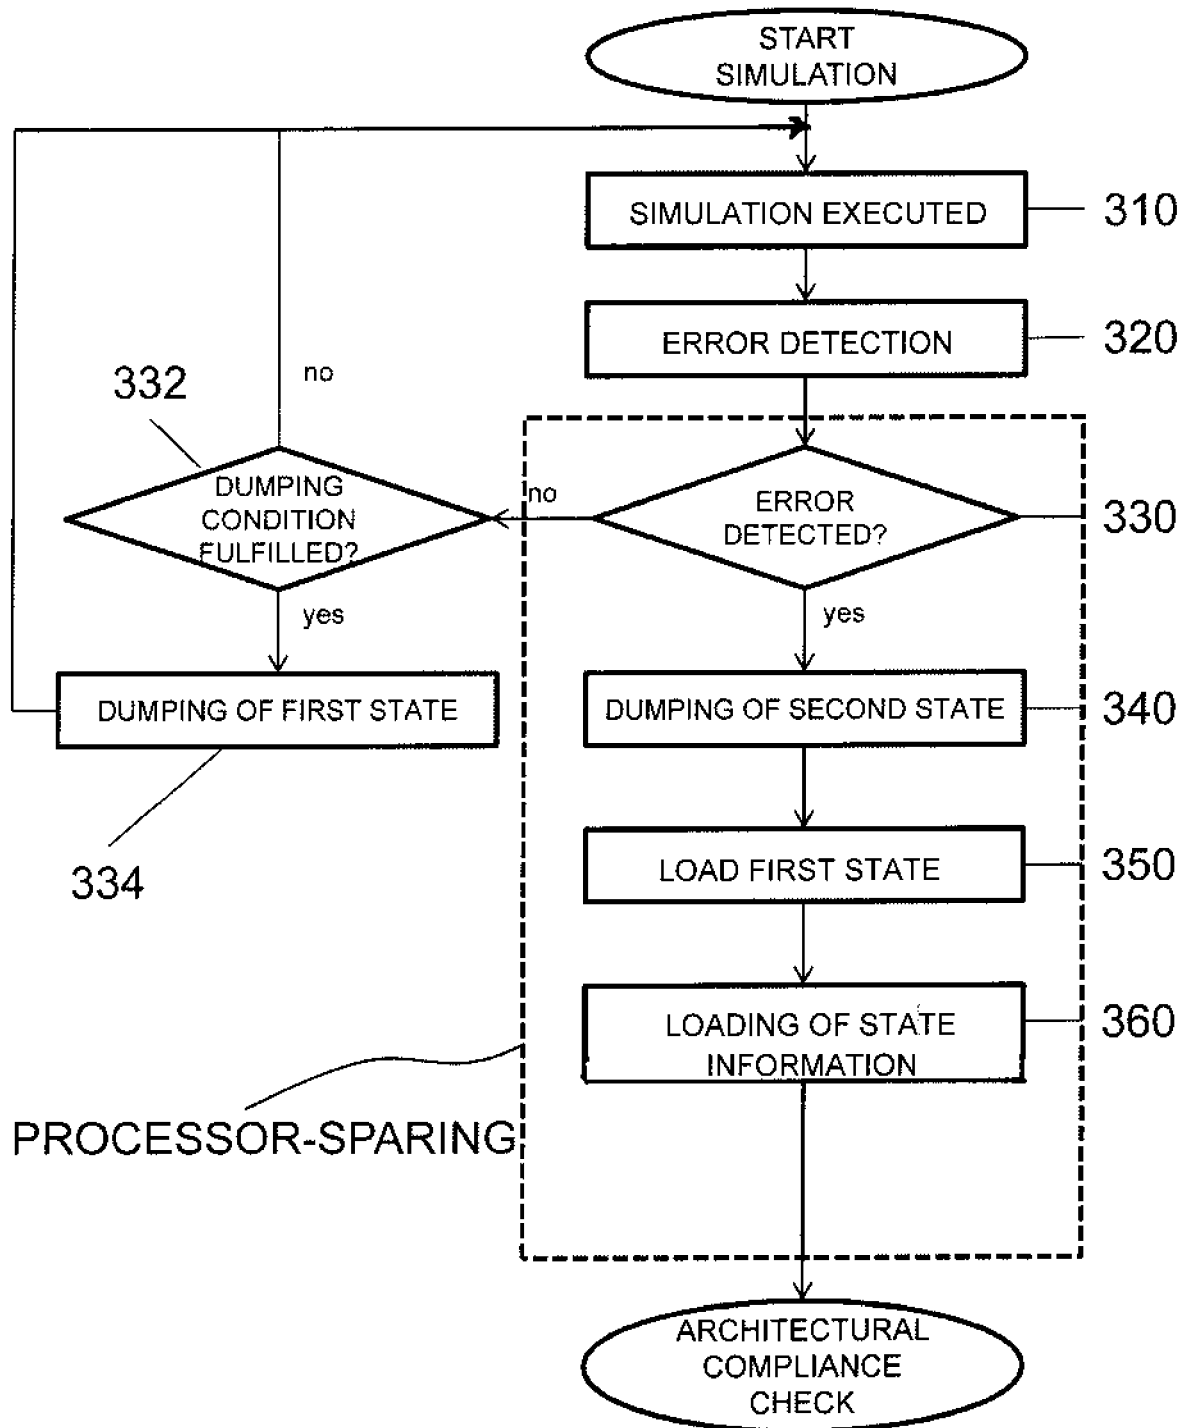 START
SIMULATION
SIMULATION EXECUTED
310
ERROR DETECTION
320
332
no
DUMPING
CONDITION
FULFILLED?
no
ERROR
DETECTED?
330
yes
yes
DUMPING OF FIRST STATE
DUMPING OF SECOND STATE
340
334
LOAD FIRST STATE
350
LOADING OF STATE
INFORMATION
360
PROCESSOR-SPARING
ARCHITECTURAL
COMPLIANCE
CHECK